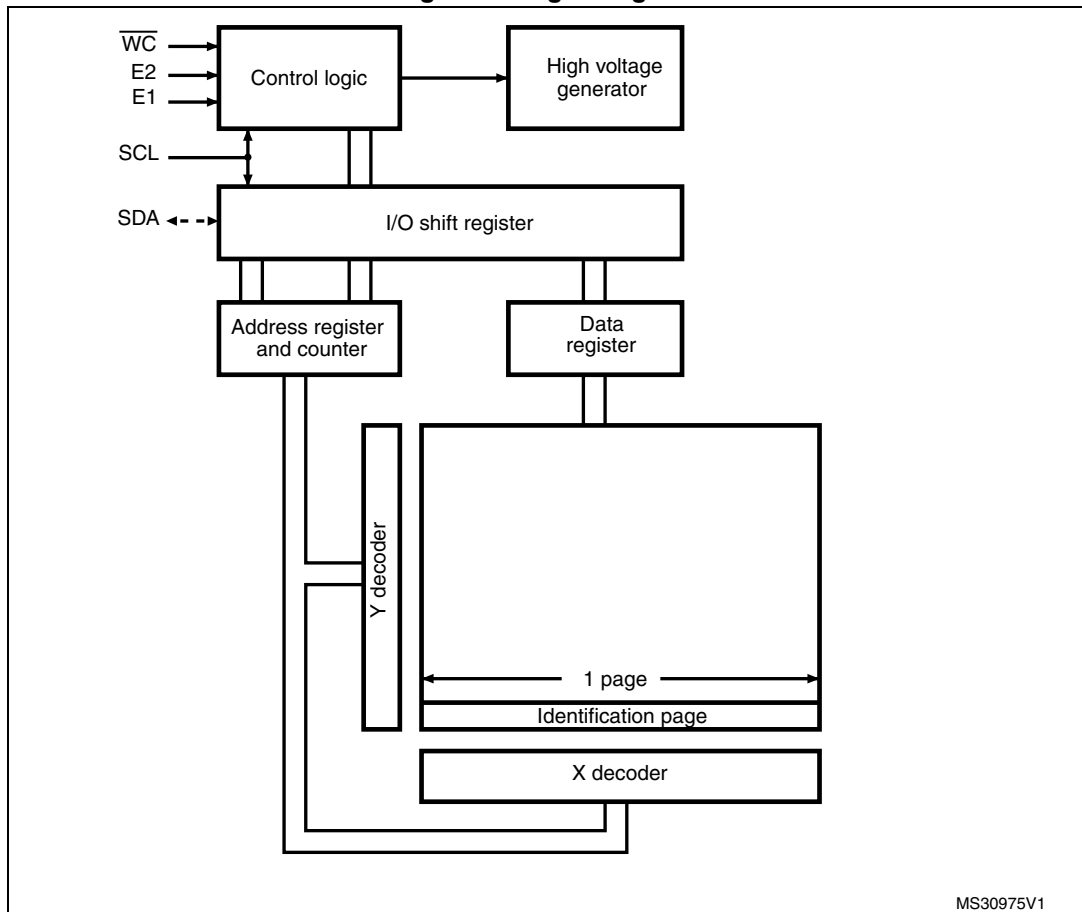 WC
E2
E1
SCL
SDA
Control logic
High voltage
generator
I/O shift register
Address register
and counter
Data
register
Y decoder
1 page
Identification page
X decoder
MS30975V1